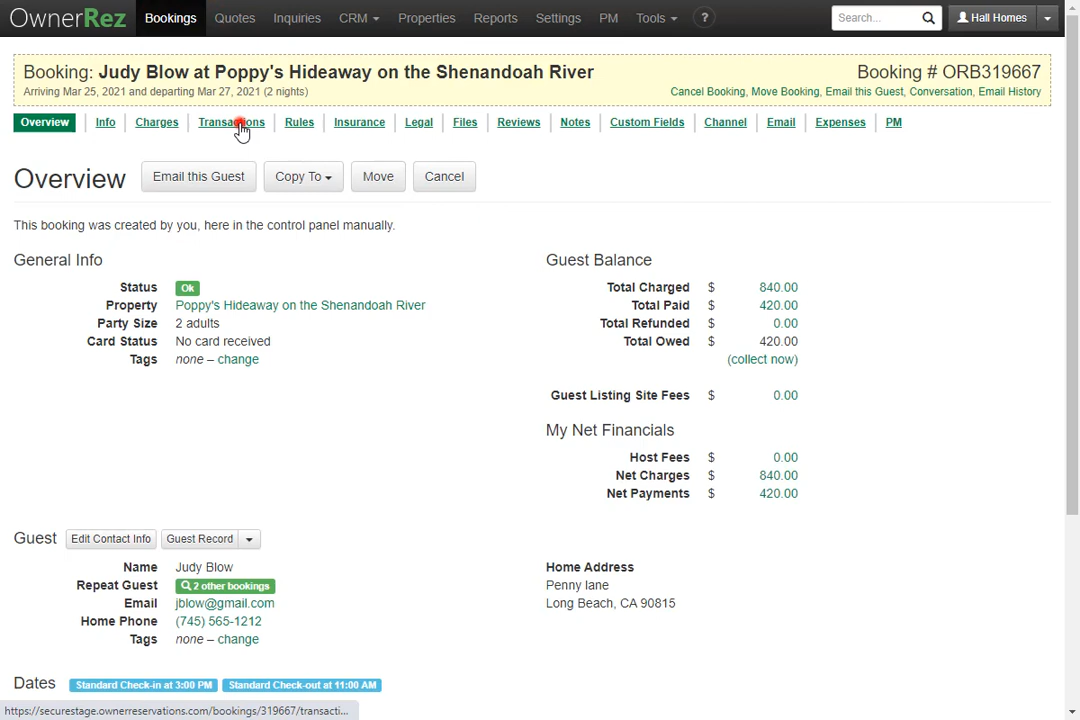 OwnerRez Bookings Quotes Inquiries CRM Properties Reports Settings PM Tools ? Search... Hall Homes
Booking: Judy Blow at Poppy's Hideaway on the Shenandoah River Booking # ORB319667
Arriving Mar 25, 2021 and departing Mar 27, 2021 (2 nights) Cancel Booking, Move Booking, Email this Guest, Conversation, Email History
Overview Info Charges Transactions Rules Insurance Legal Files Reviews Notes Custom Fields Channel Email Expenses PM
Overview Email this Guest Copy To Move Cancel
This booking was created by you, here in the control panel manually.
General Info Guest Balance
Status Ok Total Charged $ 840.00
Property Poppy's Hideaway on the Shenandoah River Total Paid $ 420.00
Party Size 2 adults Total Refunded $ 0.00
Card Status No card received Total Owed $ 420.00
Tags none – change (collect now)
Guest Listing Site Fees $ 0.00
My Net Financials
Host Fees $ 0.00
Net Charges $ 840.00
Net Payments $ 420.00
Guest Edit Contact Info Guest Record
Name Judy Blow Home Address
Repeat Guest 2 other bookings Penny lane
Email jblow@gmail.com Long Beach, CA 90815
Home Phone (745) 565-1212
Tags none – change
Dates Standard Check-in at 3:00 PM Standard Check-out at 11:00 AM
https://securestage.ownerreservations.com/bookings/319667/transacti...